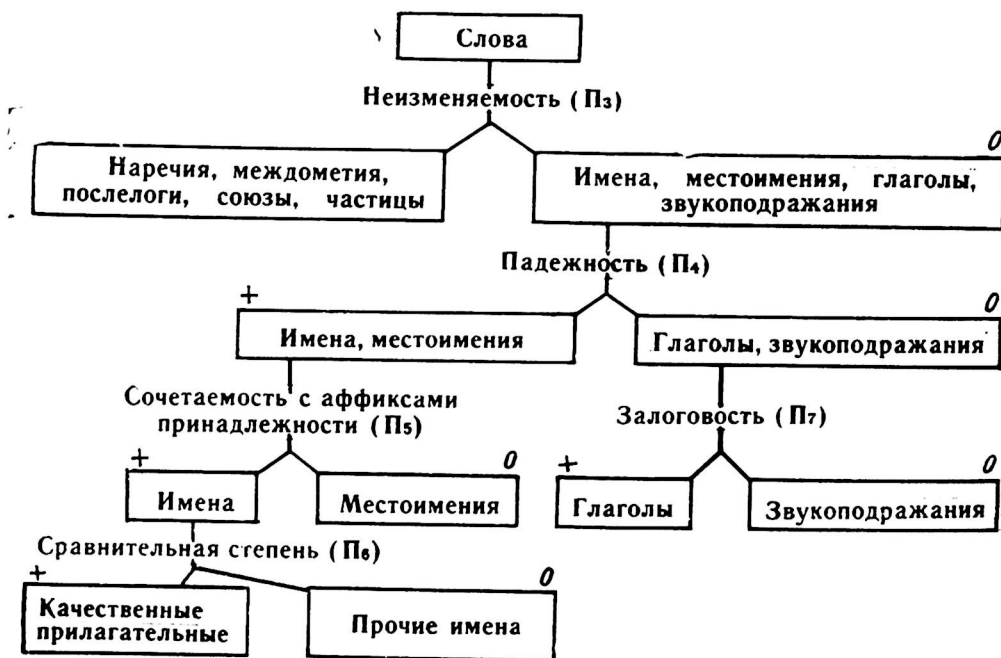 Слова
Неизменяемость (П₃)
0
Наречия, междометия,
послелоги, союзы, частицы
Имена, местоимения, глаголы,
звукоподражания
Падежность (П₄)
+
0
Имена, местоимения
Глаголы, звукоподражания
Сочетаемость с аффиксами
принадлежности (П₅)
Залоговость (П₇)
+
0
+
0
Имена
Местоимения
Глаголы
Звукоподражания
Сравнительная степень (П₆)
+
0
Качественные
прилагательные
Прочие имена